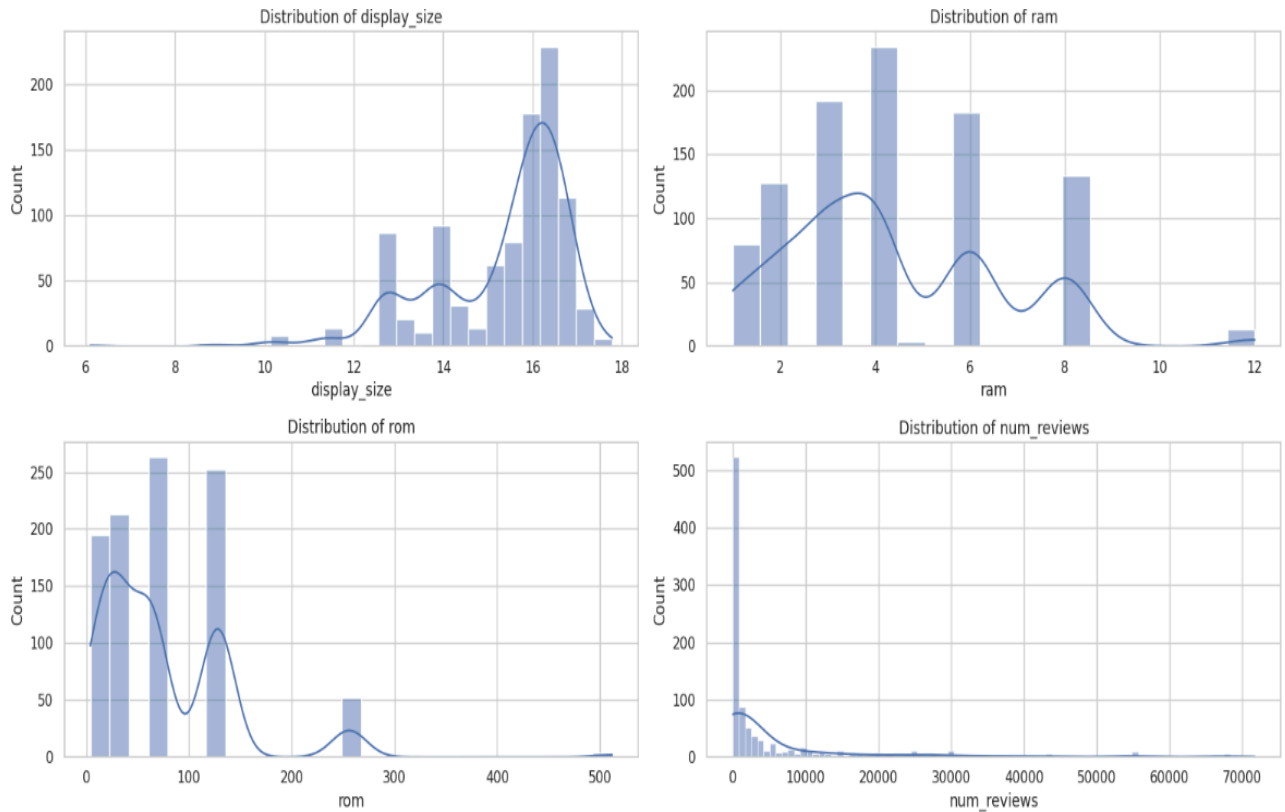 Distribution of display_size
Count
200
150
100
50
0
6 8 10 12 14 16 18
display_size
Distribution of ram
Count
200
150
100
50
0
2 4 6 8 10 12
ram
Distribution of rom
Count
250
200
150
100
50
0
0 100 200 300 400 500
rom
Distribution of num_reviews
Count
500
400
300
200
100
0
0 10000 20000 30000 40000 50000 60000 70000
num_reviews